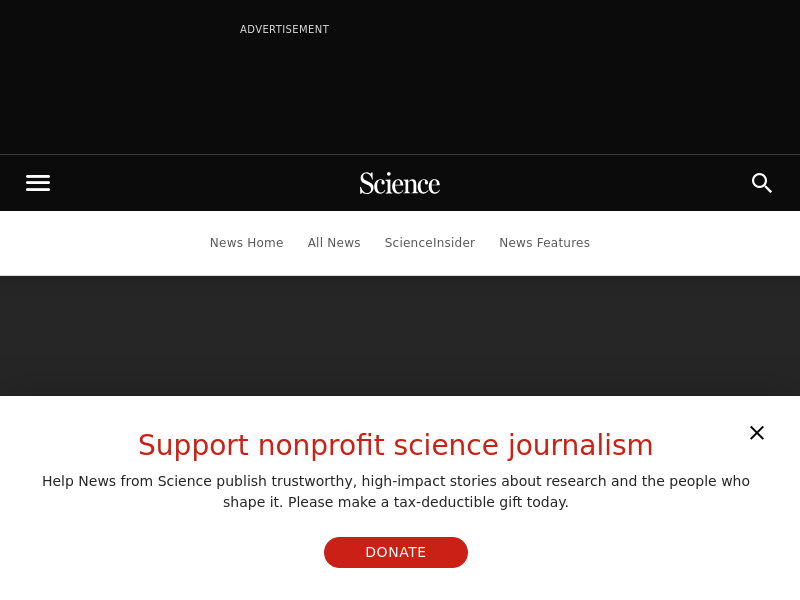 ADVERTISEMENT
Science
News Home All News ScienceInsider News Features
Support nonprofit science journalism
Help News from Science publish trustworthy, high-impact stories about research and the people who
shape it. Please make a tax-deductible gift today.
DONATE